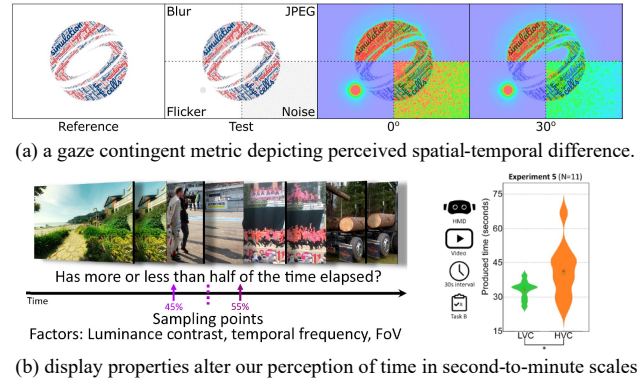 Blur
JPEG
simulation
cells
Flicker
Noise
Reference
Test
0°
30°
(a) a gaze contingent metric depicting perceived spatial-temporal difference.
Has more or less than half of the time elapsed?
Time
45%
55%
Sampling points
Factors: Luminance contrast, temporal frequency, FoV
Experiment 5 (N=11)
HMD
Video
30s interval
Task B
Produced time (seconds)
90
75
60
45
30
15
LVC
HVC
*
(b) display properties alter our perception of time in second-to-minute scales